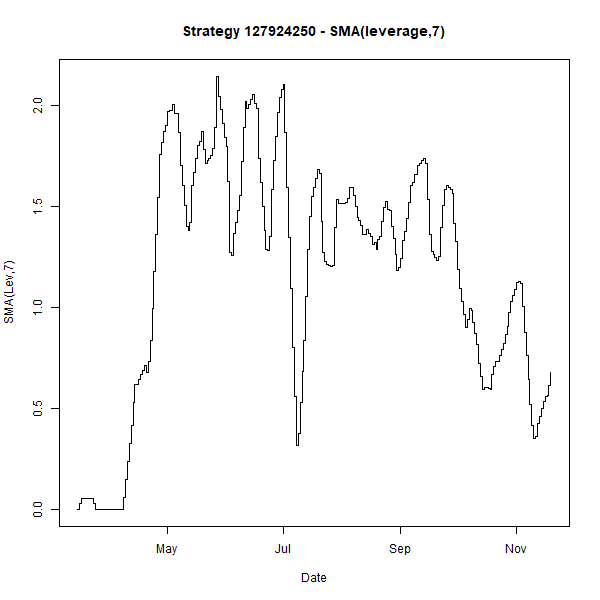 Strategy 127924250 - SMA(leverage,7)
2.0
1.5
1.0
0.5
0.0
SMA(Lev,7)
May
Jul
Sep
Nov
Date